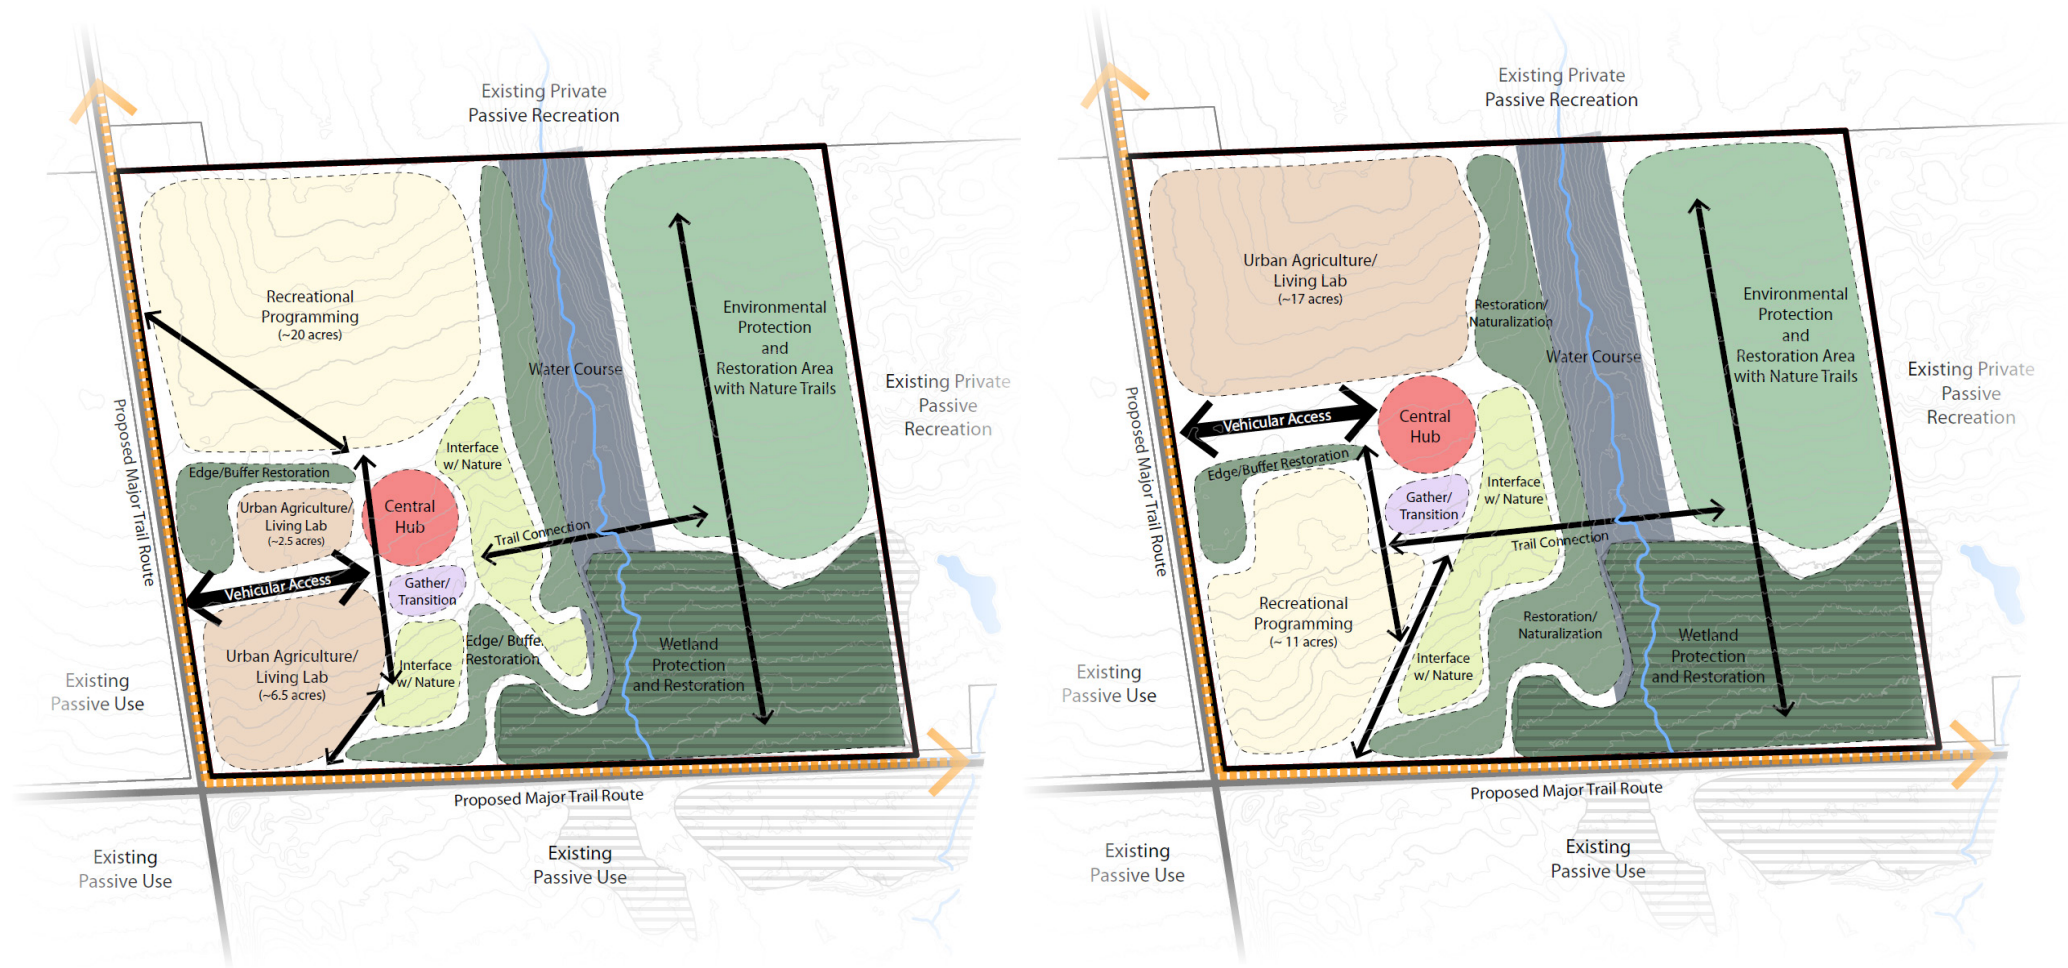 Existing Private
Passive Recreation
Recreational
Programming
(~20 acres)
Environmental
Protection
and
Restoration Area
with Nature Trails
Water Course
Existing Private
Passive
Recreation
Proposed Major Trail Route
Interface
w/ Nature
Edge/Buffer Restoration
Urban Agriculture/
Living Lab
(~2.5 acres)
Central
Hub
Trail Connection
Vehicular Access
Gather/
Transition
Urban Agriculture/
Living Lab
(~6.5 acres)
Interface
w/ Nature
Edge/ Buffe
Restoration
Wetland
Protection
and Restoration
Existing
Passive Use
Proposed Major Trail Route
Existing
Passive Use
Existing
Passive Use
Existing Private
Passive Recreation
Urban Agriculture/
Living Lab
(~17 acres)
Restoration/
Naturalization
Water Course
Environmental
Protection
and
Restoration Area
with Nature Trails
Existing Private
Passive
Recreation
Proposed Major Trail Route
Vehicular Access
Central
Hub
Edge/Buffer Restoration
Gather/
Transition
Interface
w/ Nature
Trail Connection
Recreational
Programming
(~ 11 acres)
Restoration/
Naturalization
Interface
w/ Nature
Wetland
Protection
and Restoration
Existing
Passive Use
Proposed Major Trail Route
Existing
Passive Use
Existing
Passive Use